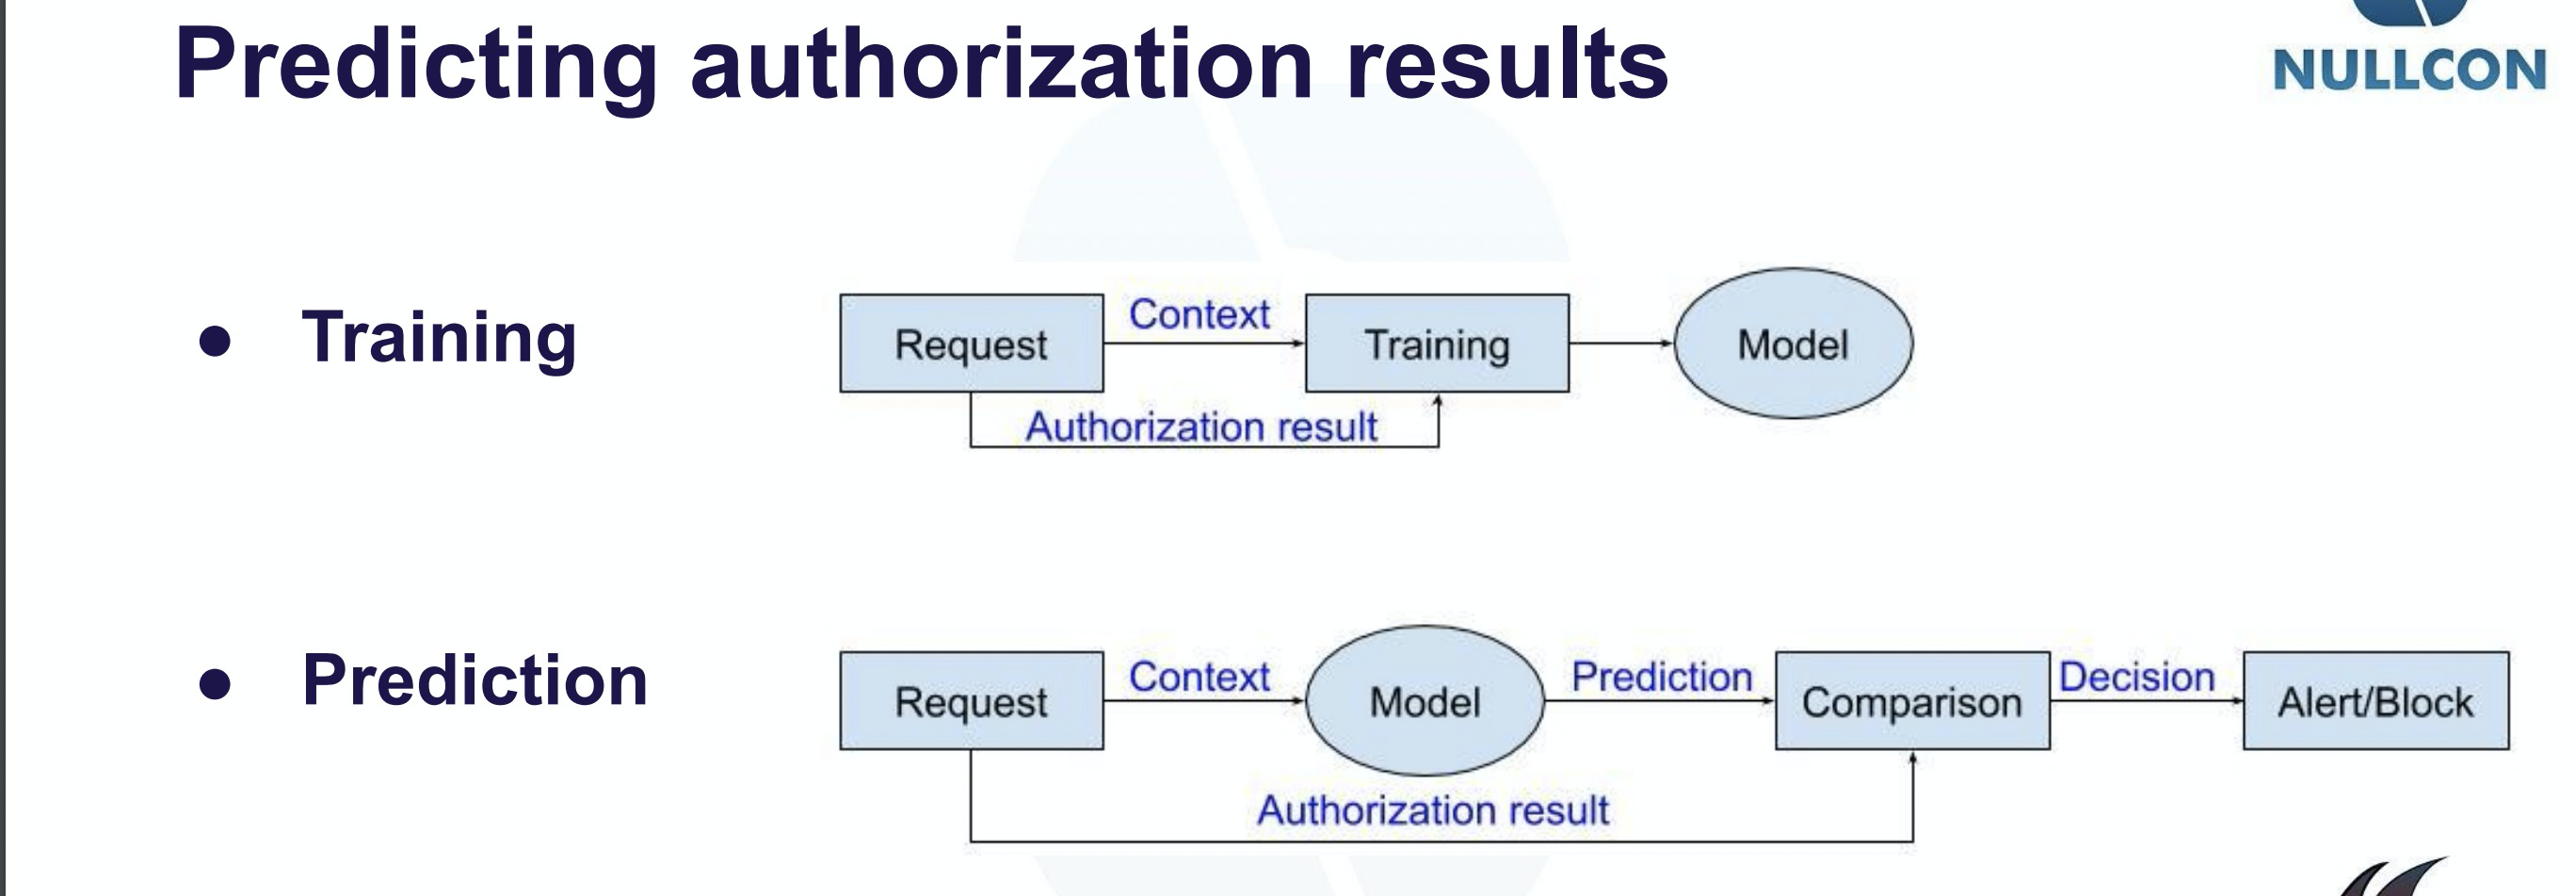 Predicting authorization results
NULLCON
● Training
Request
Context
Training
Model
Authorization result
● Prediction
Request
Context
Model
Prediction
Comparison
Decision
Alert/Block
Authorization result